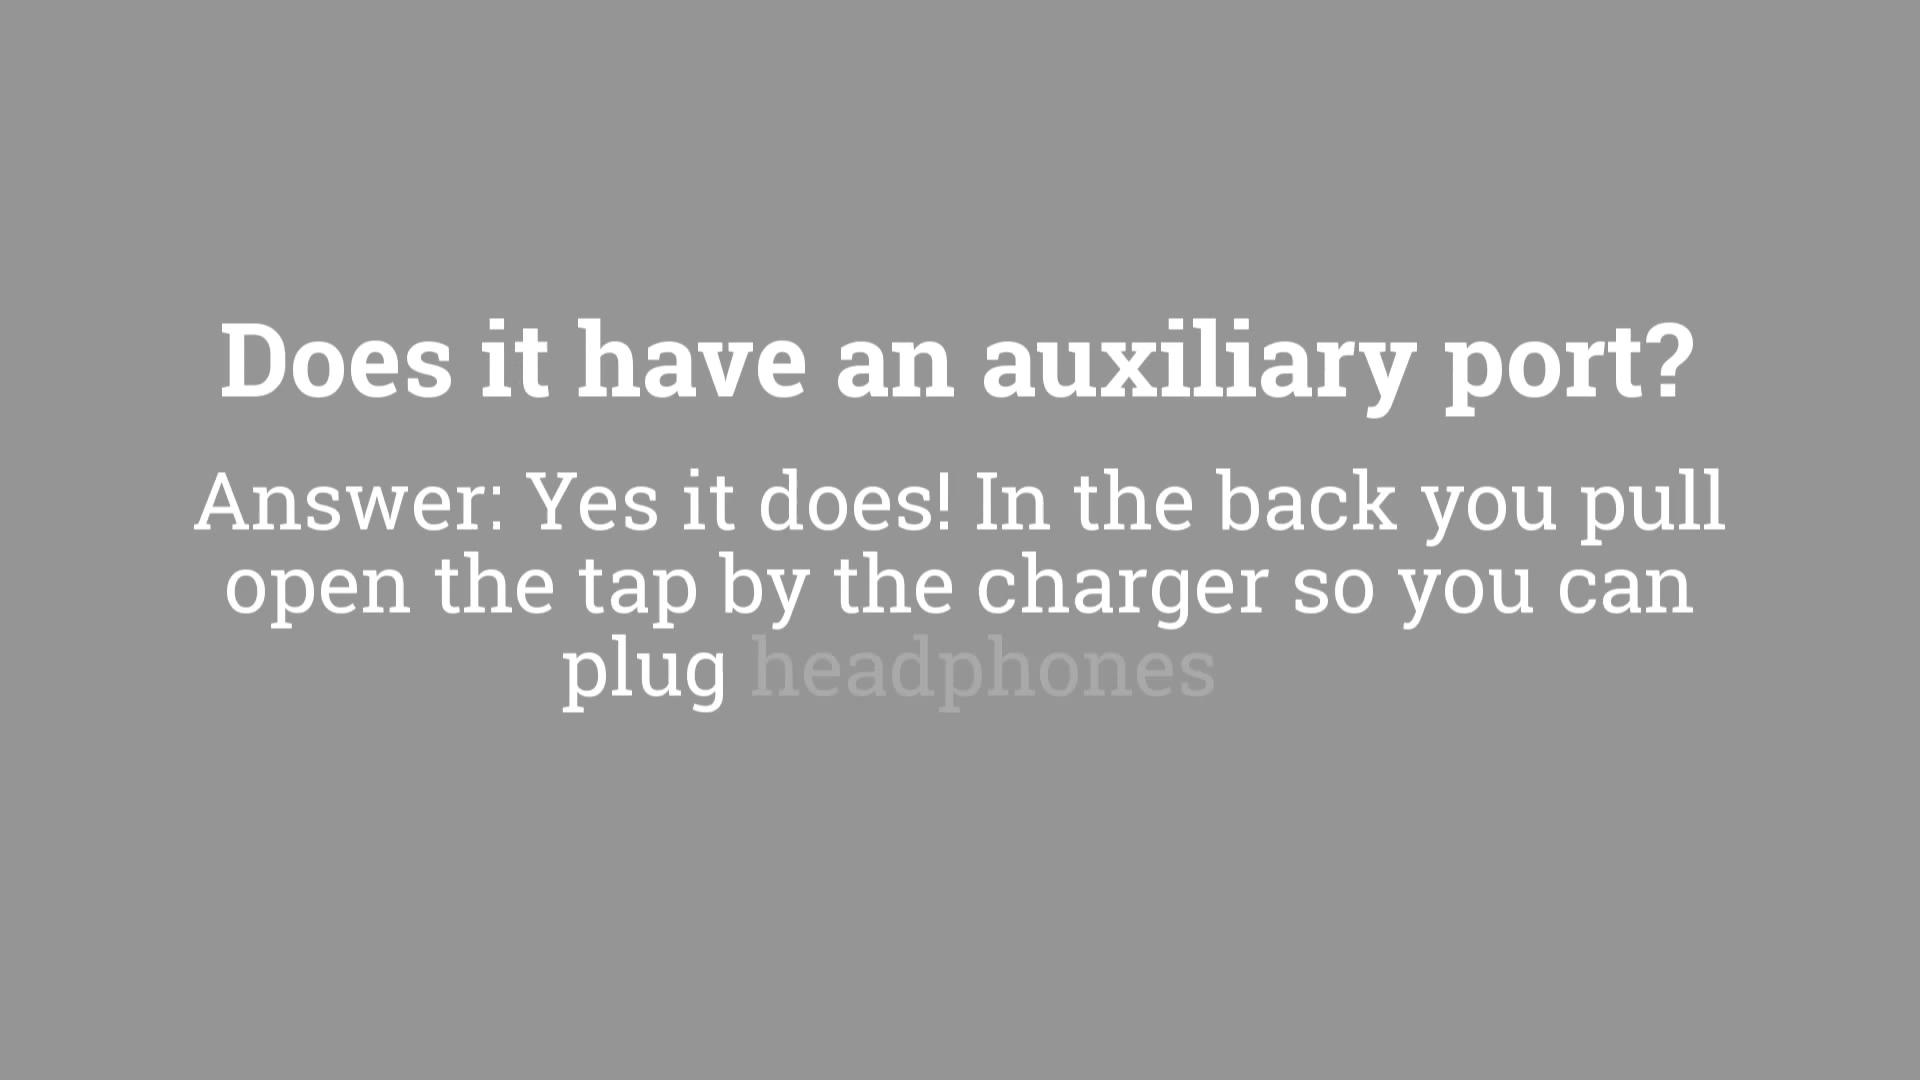 Does it have an auxiliary port?
Answer: Yes it does! In the back you pull
open the tap by the charger so you can
plug headphones